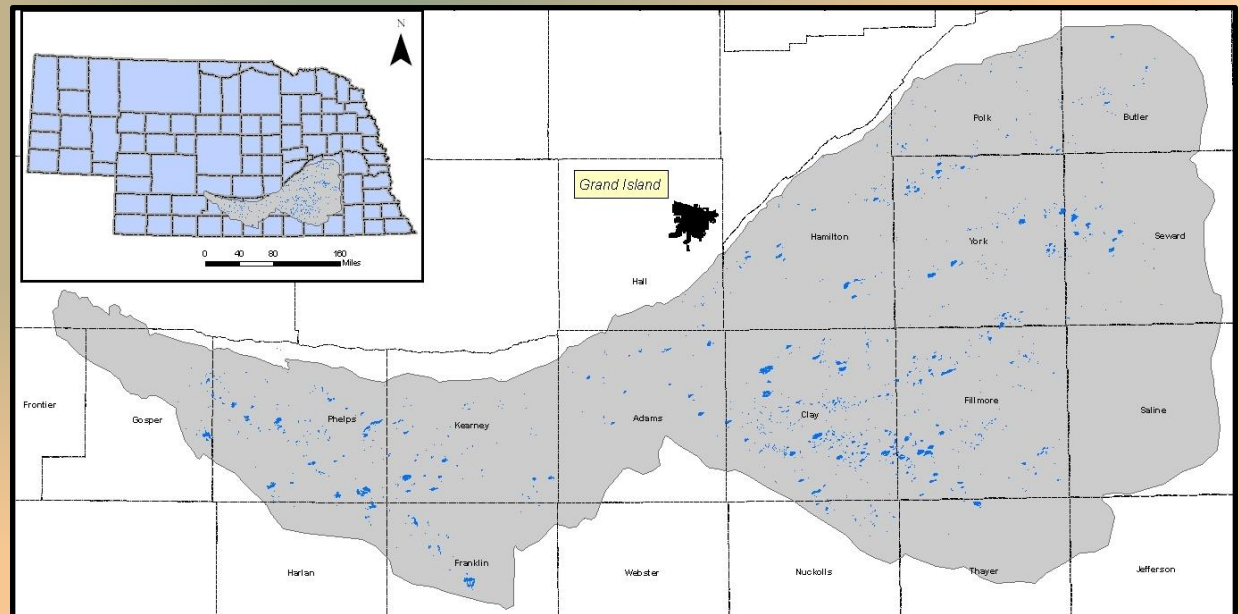 N
0 40 80 160
Miles
Grand Island
Polk Butler
Hamilton York Seward
Hall
Frontier Gosper Phelps Kearney Adams Clay Fillmore Saline
Harlan Franklin Webster Nuckolls Thayer Jefferson